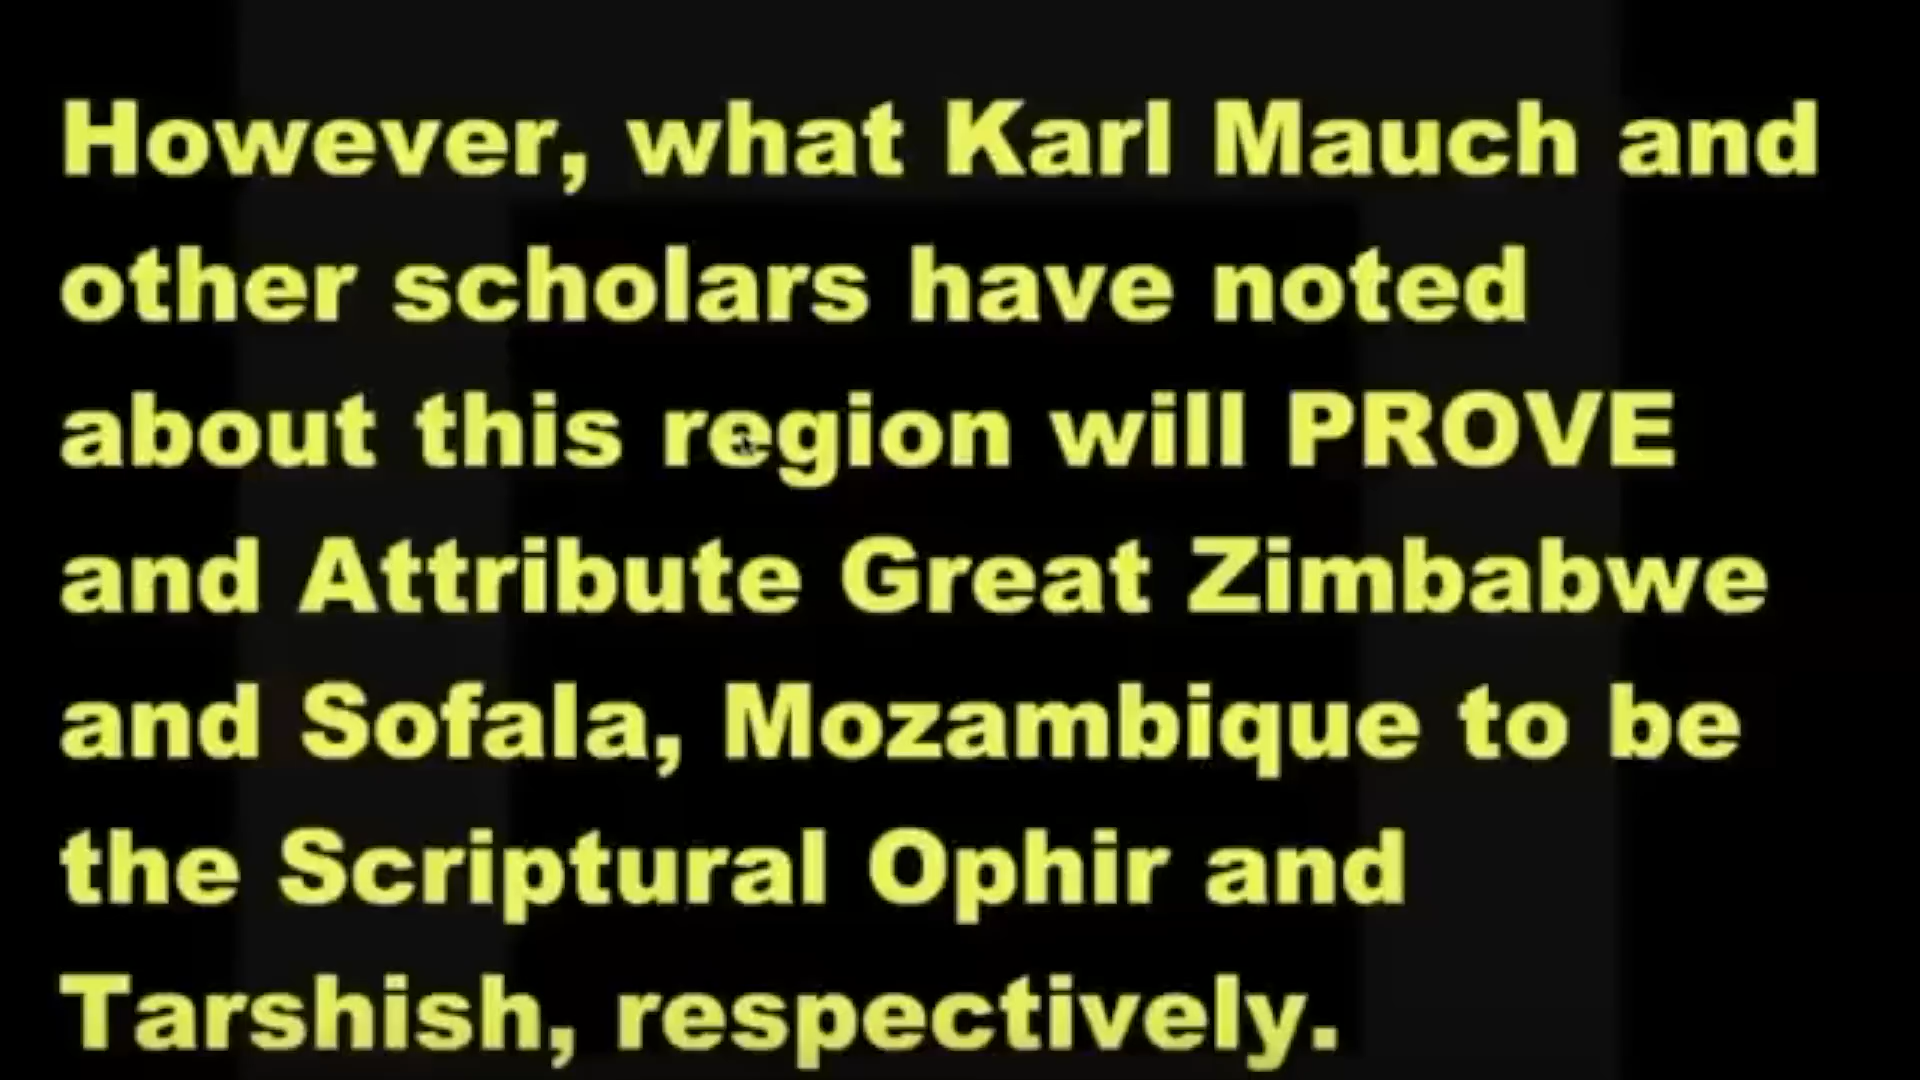 However, what Karl Mauch and
other scholars have noted
about this region will PROVE
and Attribute Great Zimbabwe
and Sofala, Mozambique to be
the Scriptural Ophir and
Tarshish, respectively.